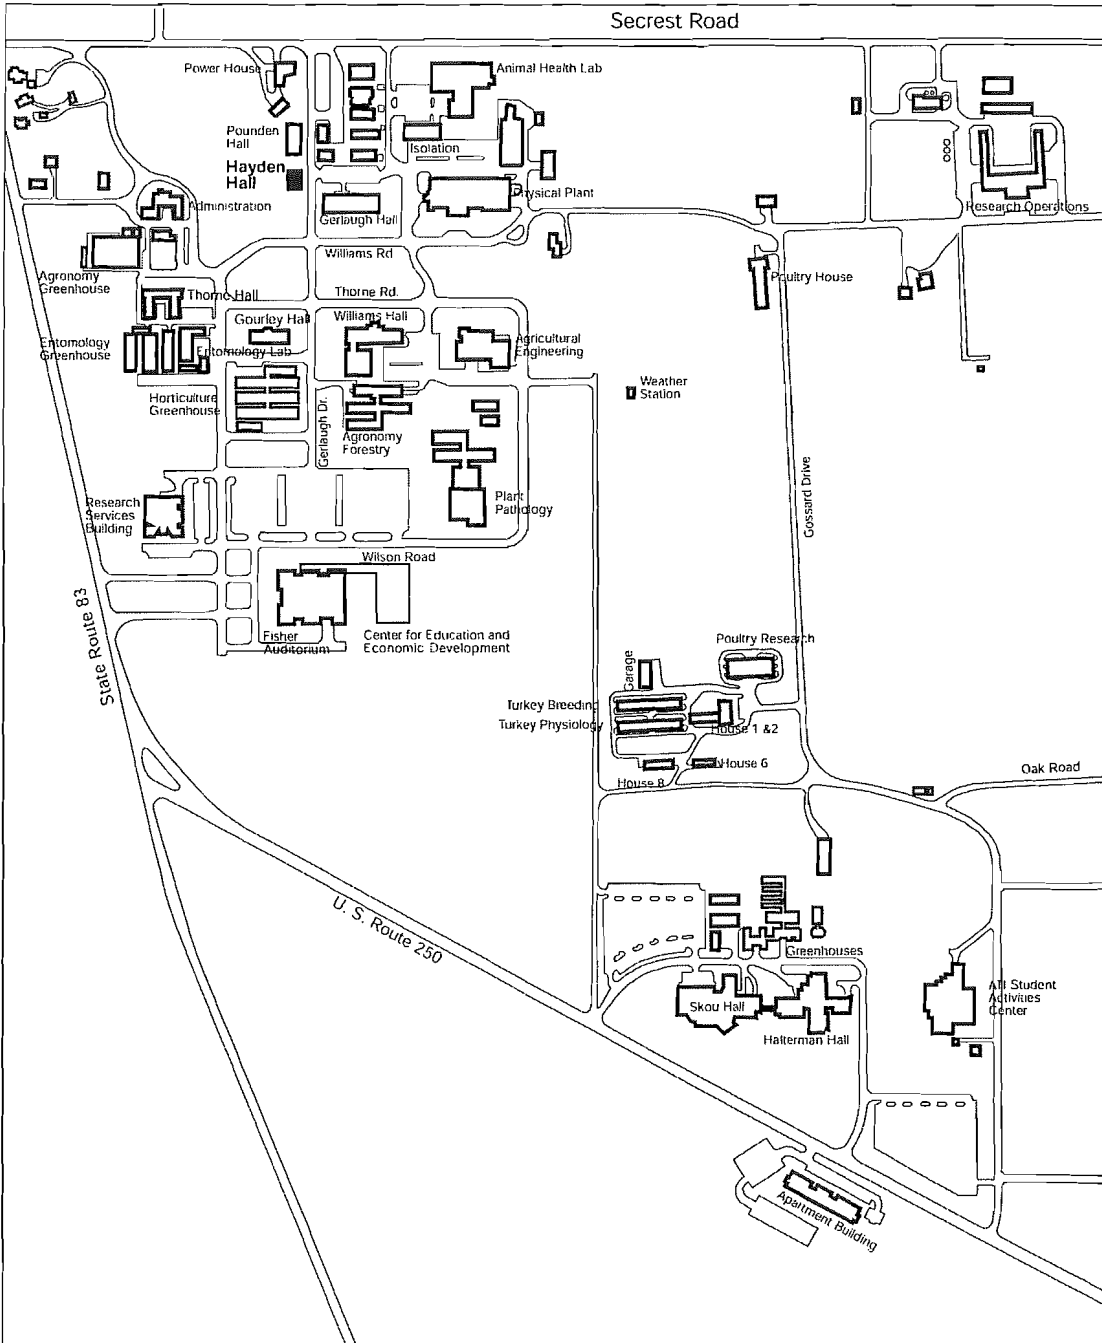 Secrest Road
Power House
Animal Health Lab
Pounden
Hall
Isolation
Hayden
Hall
Physical Plant
Administration
Gerlaugh Hall
Research Operations
Williams Rd
Agronomy
Greenhouse
Poultry House
Thorne Hall
Thorne Rd.
Gourley Hall
Williams Hall
Entomology
Greenhouse
Entomology Lab
Agricultural
Engineering
Weather
Station
Horticulture
Greenhouse
Gerlaugh Dr.
Agronomy
Forestry
Gossard Drive
Research
Services
Building
Plant
Pathology
Wilson Road
State Route 83
Fisher
Auditorium
Center for Education and
Economic Development
Poultry Research
Garage
Turkey Breeding
Turkey Physiology
House 1 &2
House 6
House 8
Oak Road
U. S. Route 250
Greenhouses
Skou Hall
Halterman Hall
ATI Student
Activities
Center
Apartment Building